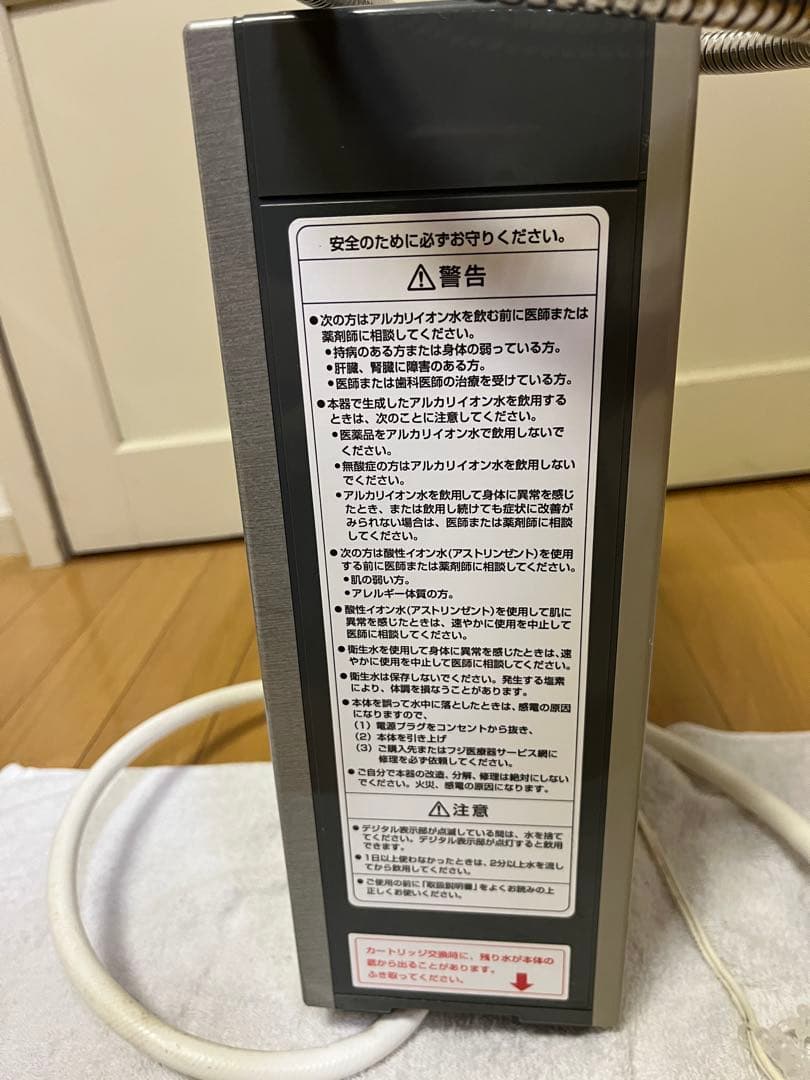 安全のために必ずお守りください。
⚠警告
●次の方はアルカリイオン水を飲む前に医師または
薬剤師に相談してください。
●持病のある方または身体の弱っている方。
●肝臓、腎臓に障害のある方。
●医師または歯科医師の治療を受けている方。
●本器で生成したアルカリイオン水を飲用する
ときは、次のことに注意してください。
●医薬品をアルカリイオン水で飲用しないで
ください。
●無酸症の方はアルカリイオン水を飲用しない
でください。
●アルカリイオン水を飲用して身体に異常を感じ
たとき、または飲用し続けても症状に改善が
みられない場合は、医師または薬剤師に相談
してください。
●次の方は酸性イオン水(アストリンゼント)を使用
する前に医師または薬剤師に相談してください。
●肌の弱い方。
●アレルギー体質の方。
●酸性イオン水(アストリンゼント)を使用して肌に
異常を感じたときは、速やかに使用を中止して
医師に相談してください。
●衛生水を使用して身体に異常を感じたときは、速
やかに使用を中止して医師に相談してください。
●衛生水は保存しないでください。発生する塩素
により、体調を損なうことがあります。
●本体を誤って水中に落としたときは、感電の原因
になりますので、
(1)電源プラグをコンセントから抜き、
(2)本体を引き上げ
(3)ご購入先またはフジ医療器サービス網に
修理を必ず依頼してください。
●ご自分で本器の改造、分解、修理は絶対にしない
でください。火災、感電の原因になります。
⚠注意
●デジタル表示部が点滅している間は、水を捨て
てください。デジタル表示部が点灯すると飲用
できます。
●1日以上使わなかったときは、2分以上水を流し
てから飲用してください。
●ご使用の前に「取扱説明書」をよくお読みの上
正しくお使いください。
カートリッジ交換時に、残り水が本体の
底から出ることがあります。
ふき取ってください。